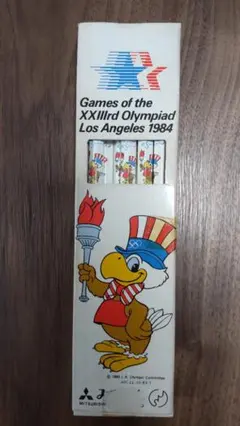 Games of the
XXIIIrd Olympiad
Los Angeles 1984